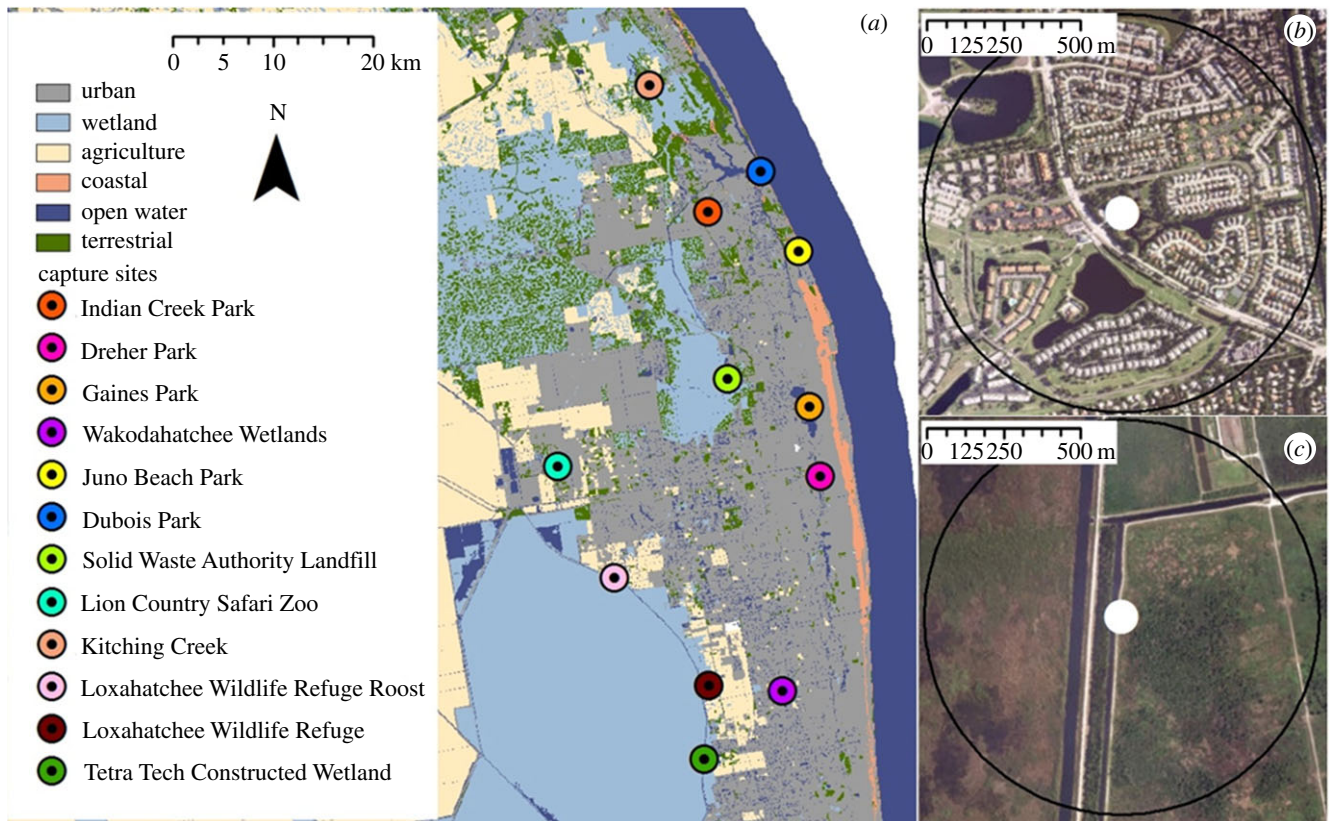 0 5 10 20 km
urban
N
wetland
agriculture
coastal
open water
terrestrial
capture sites
Indian Creek Park
Dreher Park
Gaines Park
Wakodahatchee Wetlands
Juno Beach Park
Dubois Park
Solid Waste Authority Landfill
Lion Country Safari Zoo
Kitching Creek
Loxahatchee Wildlife Refuge Roost
Loxahatchee Wildlife Refuge
Tetra Tech Constructed Wetland
(a)
(b)
0 125 250 500 m
(c)
0 125 250 500 m